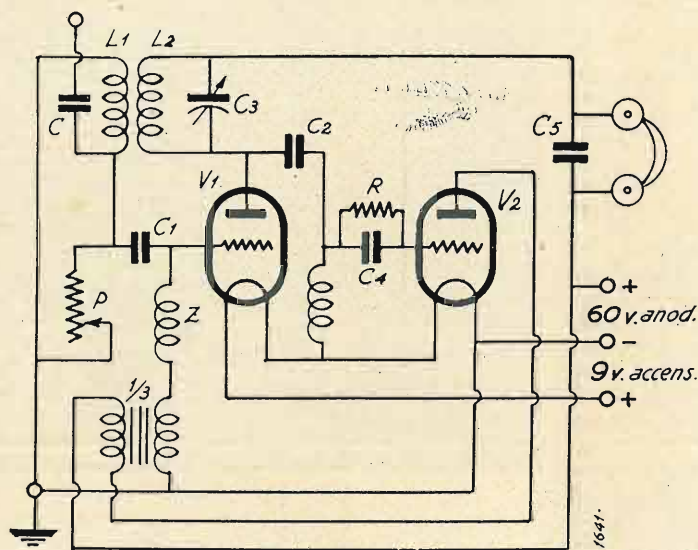 L1 L2
C
C3
C2
C5
V1
R
V2
C1
C4
P
Z
+
60 v. anod.
-
9 v. accens.
+
1/3
1641.